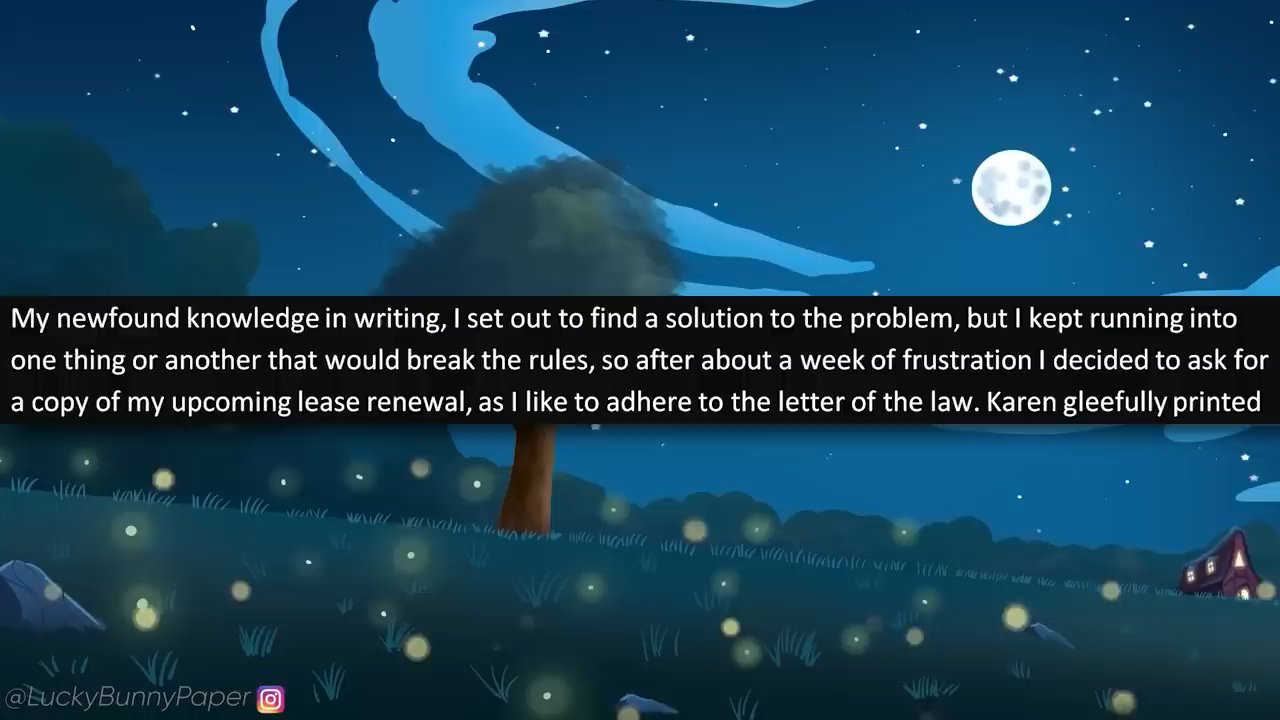 My newfound knowledge in writing, I set out to find a solution to the problem, but I kept running into
one thing or another that would break the rules, so after about a week of frustration I decided to ask for
a copy of my upcoming lease renewal, as I like to adhere to the letter of the law. Karen gleefully printed
@LuckyBunnyPaper